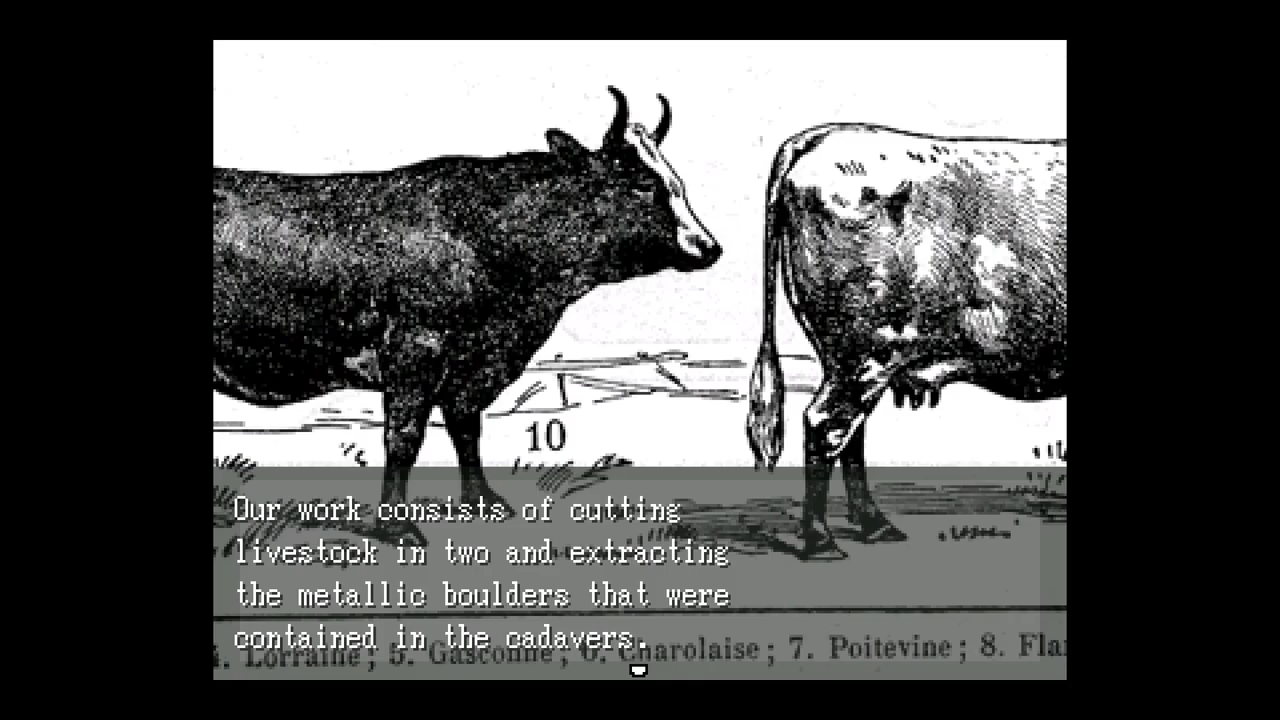 10
Our work consists of cutting
livestock in two and extracting
the metallic boulders that were
contained in the cadavers.
Lorraine ; 5. Gasconne ; 6. Charolaise ; 7. Poitevine ; 8. Fla